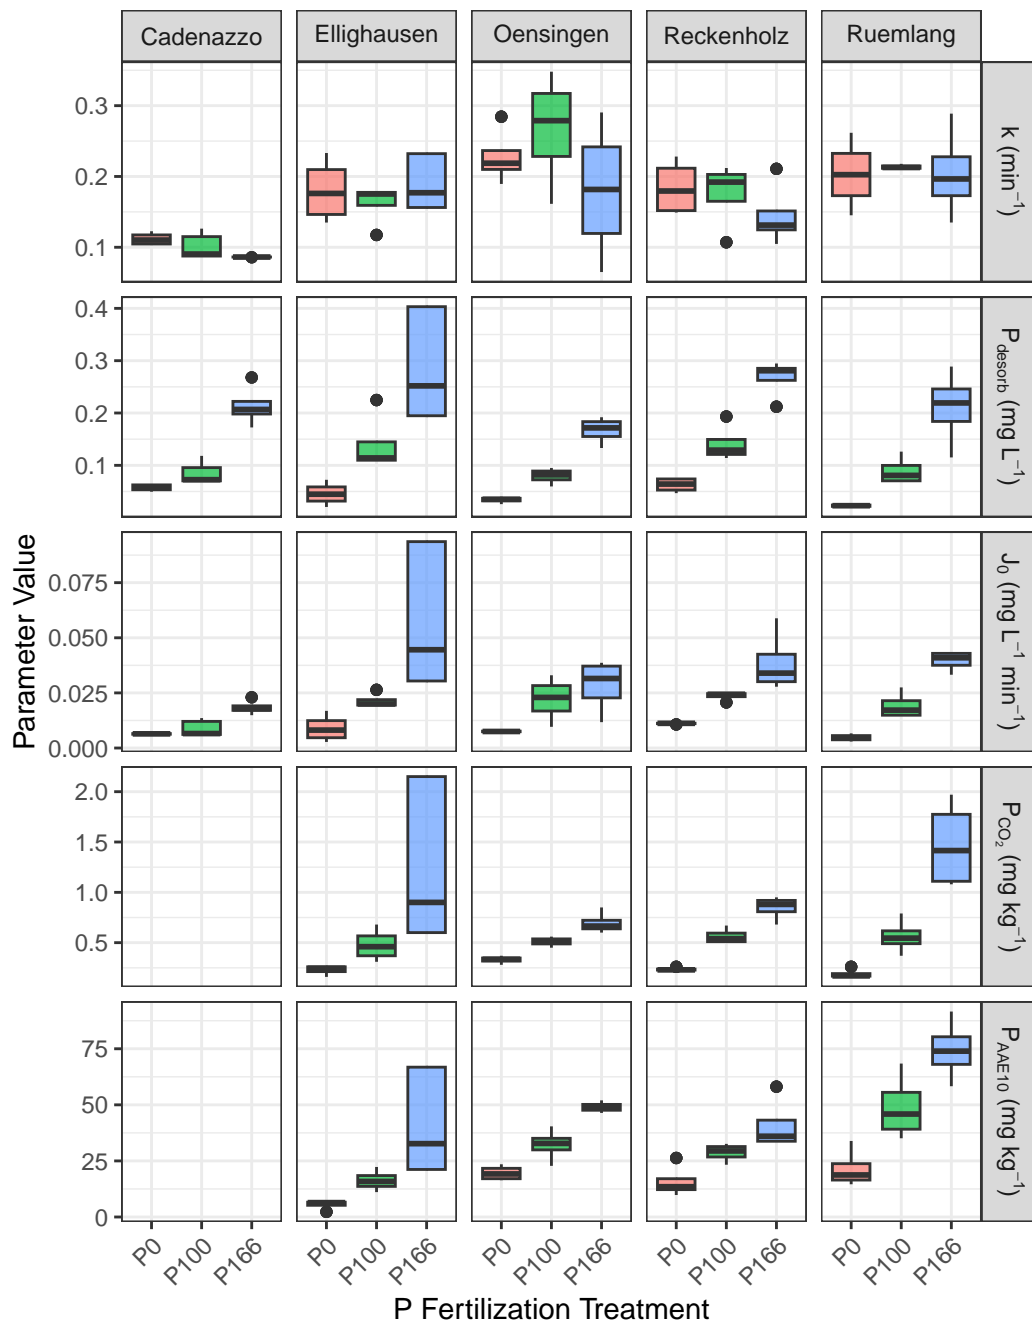 Cadenazzo Ellighausen Oensingen Reckenholz Ruemlang
0.3
0.2
0.1
k (min⁻¹)
0.4
0.3
0.2
0.1
P_desorb (mg L⁻¹)
0.075
0.050
0.025
0.000
J₀ (mg L⁻¹ min⁻¹)
2.0
1.5
1.0
0.5
P_CO₂ (mg kg⁻¹)
75
50
25
0
P_AAE10 (mg kg⁻¹)
Parameter Value
P0 P100 P166 P0 P100 P166 P0 P100 P166 P0 P100 P166 P0 P100 P166
P Fertilization Treatment